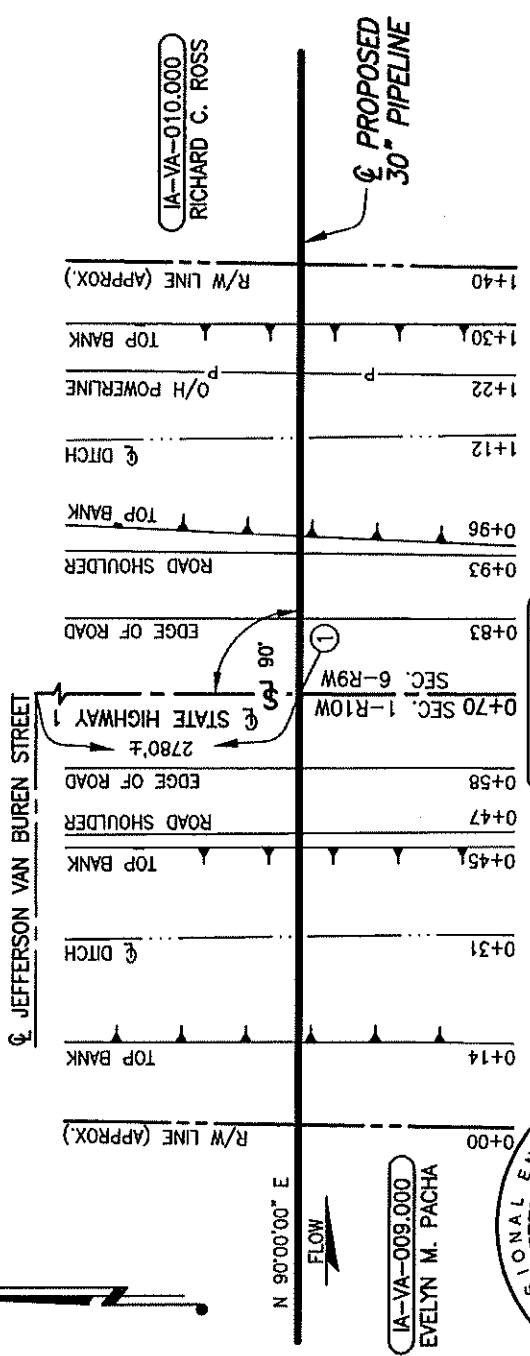 ℄ JEFFERSON VAN BUREN STREET
R/W LINE (APPROX.)
TOP BANK
℄ DITCH
TOP BANK
ROAD SHOULDER
EDGE OF ROAD
2780'±
℄ STATE HIGHWAY 1
90°
EDGE OF ROAD
ROAD SHOULDER
TOP BANK
℄ DITCH
O/H POWERLINE
TOP BANK
R/W LINE (APPROX.)
IA-VA-010.000
RICHARD C. ROSS
N 90°00'00" E
FLOW
SEC. 1-R10W
SEC. 6-R9W
1
P
P
℄ PROPOSED
30" PIPELINE
IA-VA-009.000
EVELYN M. PACHA
0+00
0+14
0+31
0+45
0+47
0+58
0+70
0+83
0+93
0+96
1+12
1+22
1+30
1+40